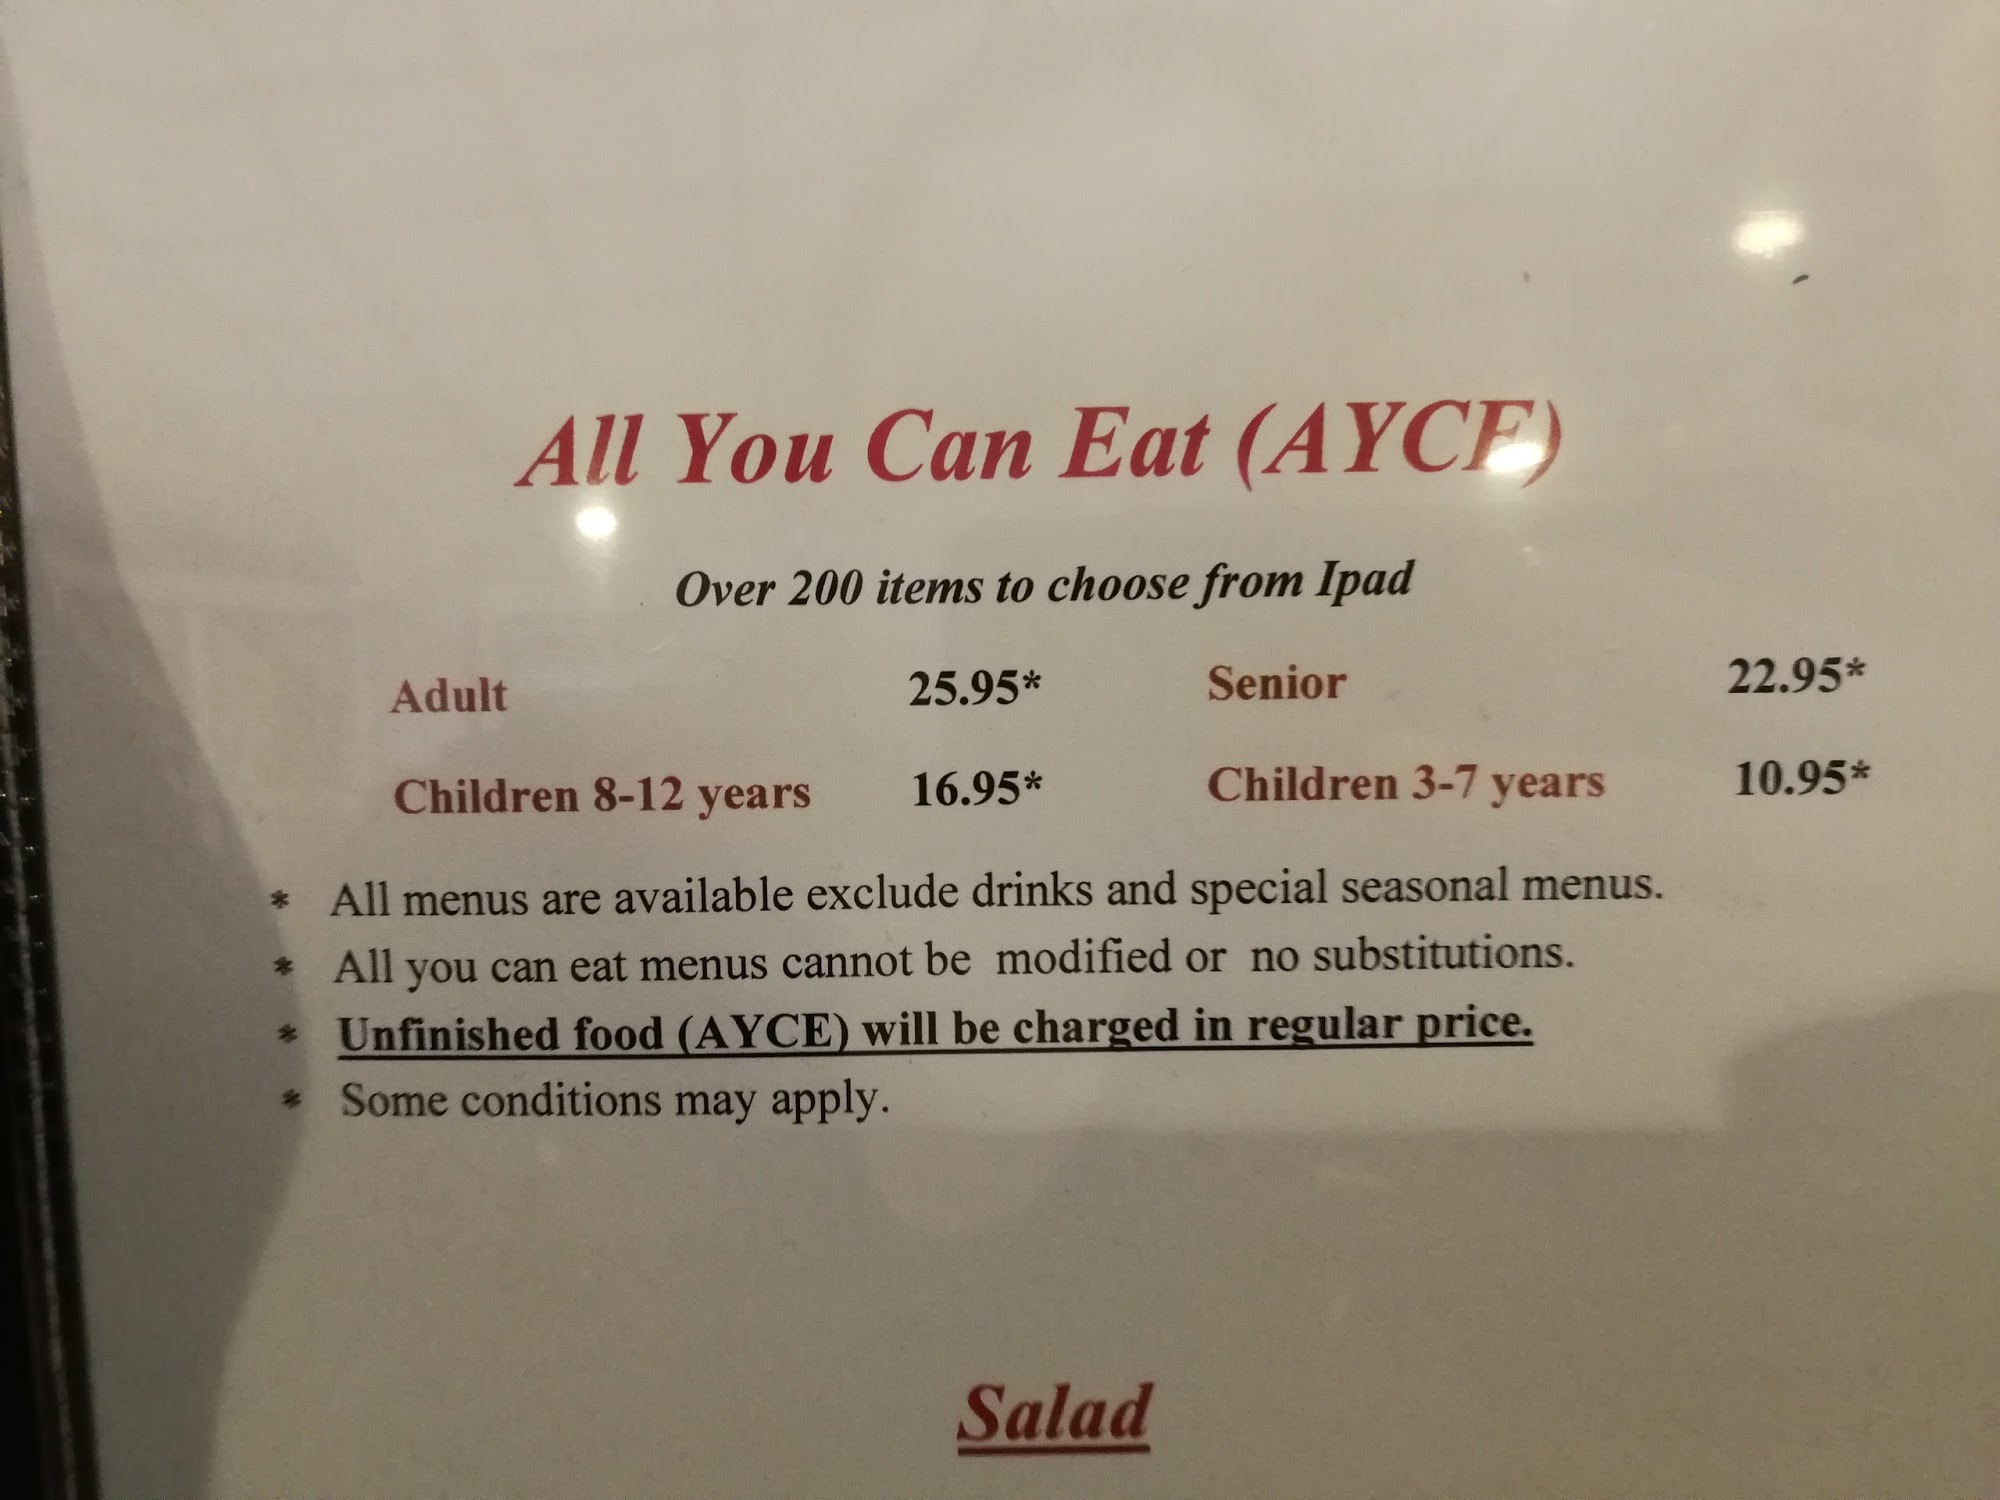 All You Can Eat (AYCE)
Over 200 items to choose from Ipad
Adult 25.95* Senior 22.95*
Children 8-12 years 16.95* Children 3-7 years 10.95*
* All menus are available exclude drinks and special seasonal menus.
* All you can eat menus cannot be modified or no substitutions.
* Unfinished food (AYCE) will be charged in regular price.
* Some conditions may apply.
Salad